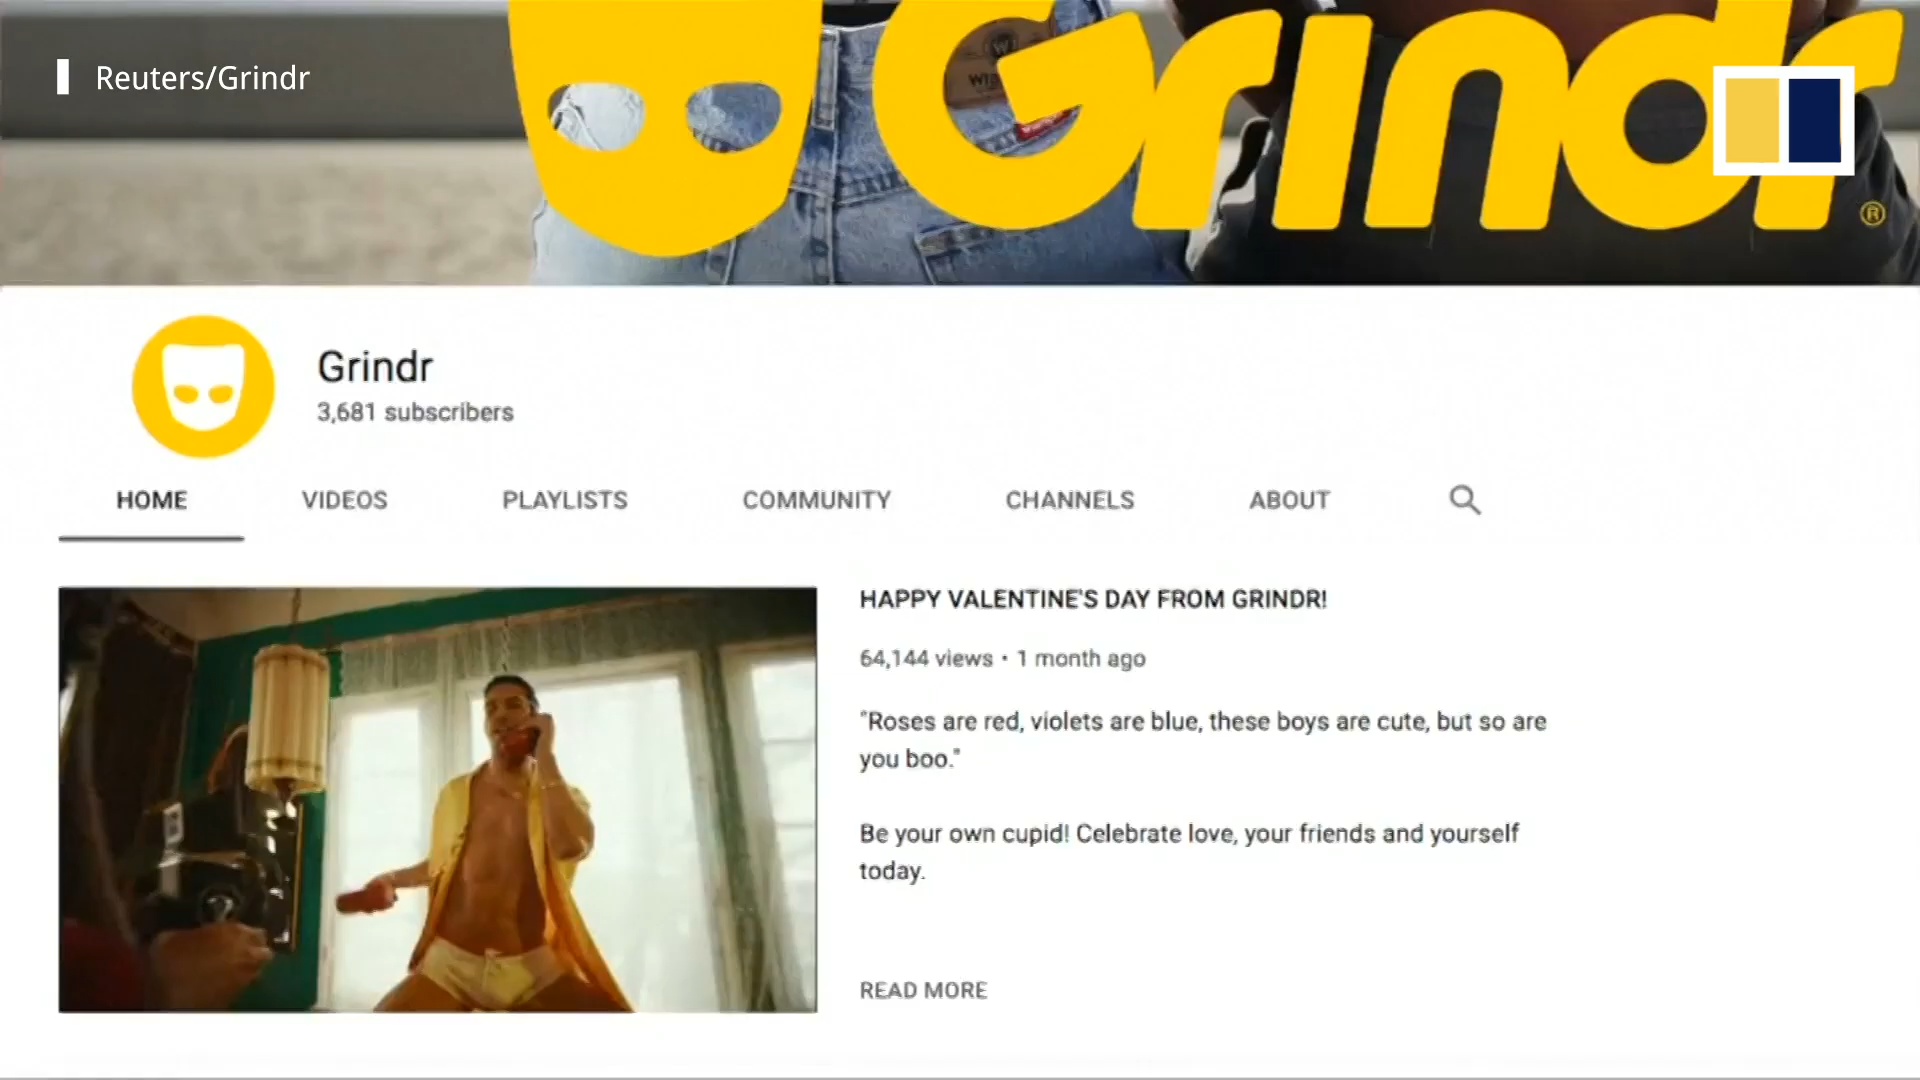 Reuters/Grindr
Grindr
®
Grindr
3,681 subscribers
HOME
VIDEOS
PLAYLISTS
COMMUNITY
CHANNELS
ABOUT
HAPPY VALENTINE'S DAY FROM GRINDR!
64,144 views • 1 month ago
"Roses are red, violets are blue, these boys are cute, but so are
you boo."
Be your own cupid! Celebrate love, your friends and yourself
today.
READ MORE